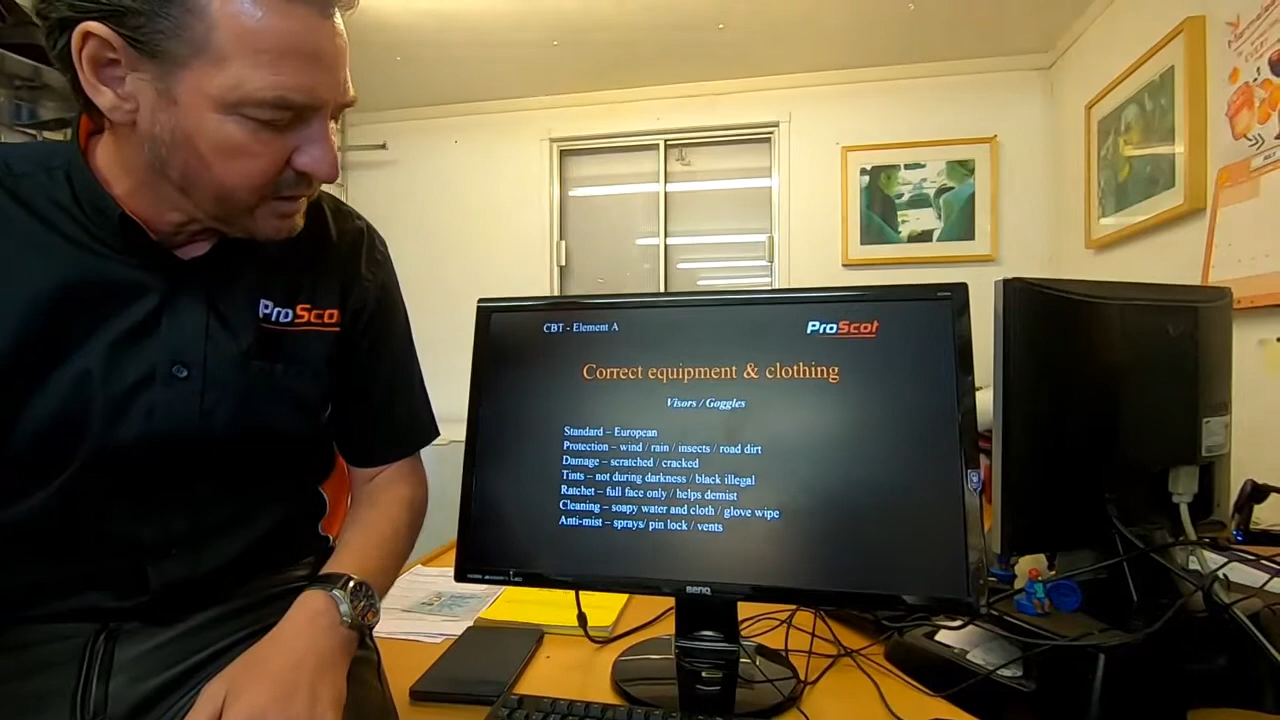 ProSco
CBT - Element A
ProScot
Correct equipment & clothing
Visors / Goggles
Standard – European
Protection – wind / rain / insects / road dirt
Damage – scratched / cracked
Tints – not during darkness / black illegal
Ratchet – full face only / helps demist
Cleaning – soapy water and cloth / glove wipe
Anti-mist – sprays/ pin lock / vents
BenQ